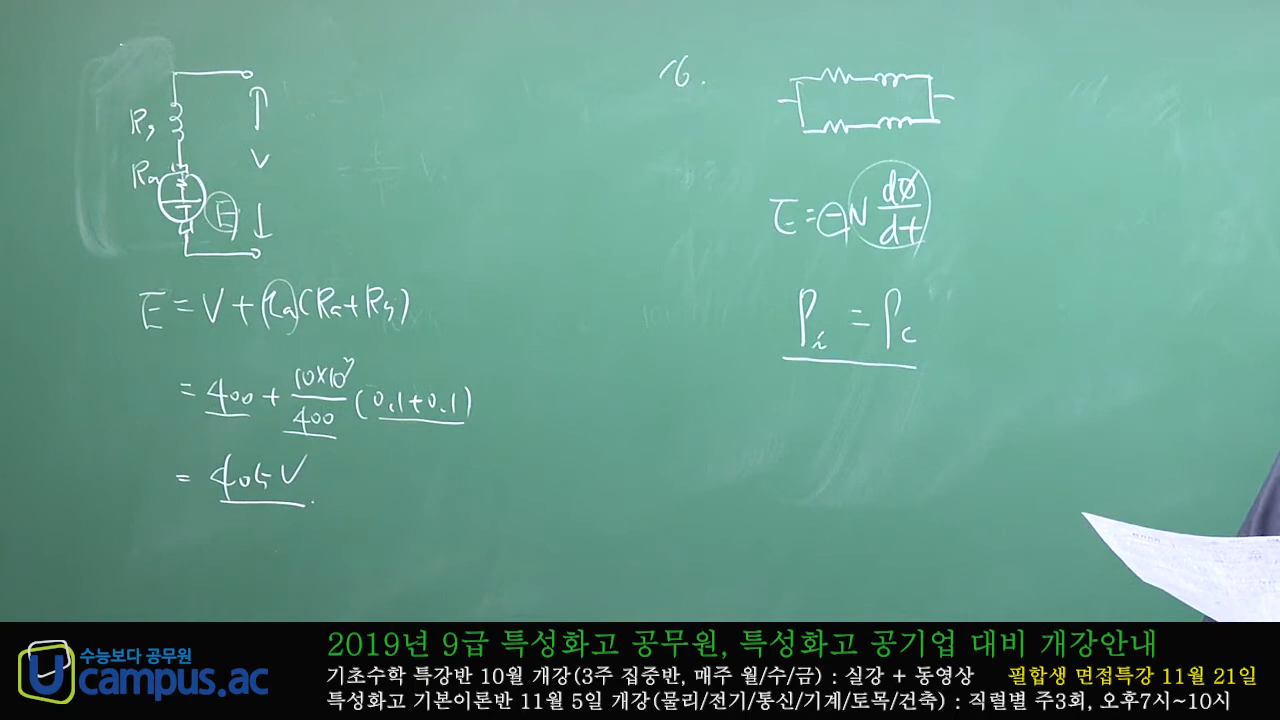 Rs
Ra
E
V
E = V + Ia(Ra+Rs)
= 400 + 10×10³/400 (0.1+0.1)
= 405 V
16.
E = -N dø/dt
Pi = Pc
수능보다 공무원
Ucampus.ac
2019년 9급 특성화고 공무원, 특성화고 공기업 대비 개강안내
기초수학 특강반 10월 개강(3주 집중반, 매주 월/수/금) : 실강 + 동영상 필합생 면접특강 11월 21일
특성화고 기본이론반 11월 5일 개강(물리/전기/통신/기계/토목/건축) : 직렬별 주3회, 오후7시~10시